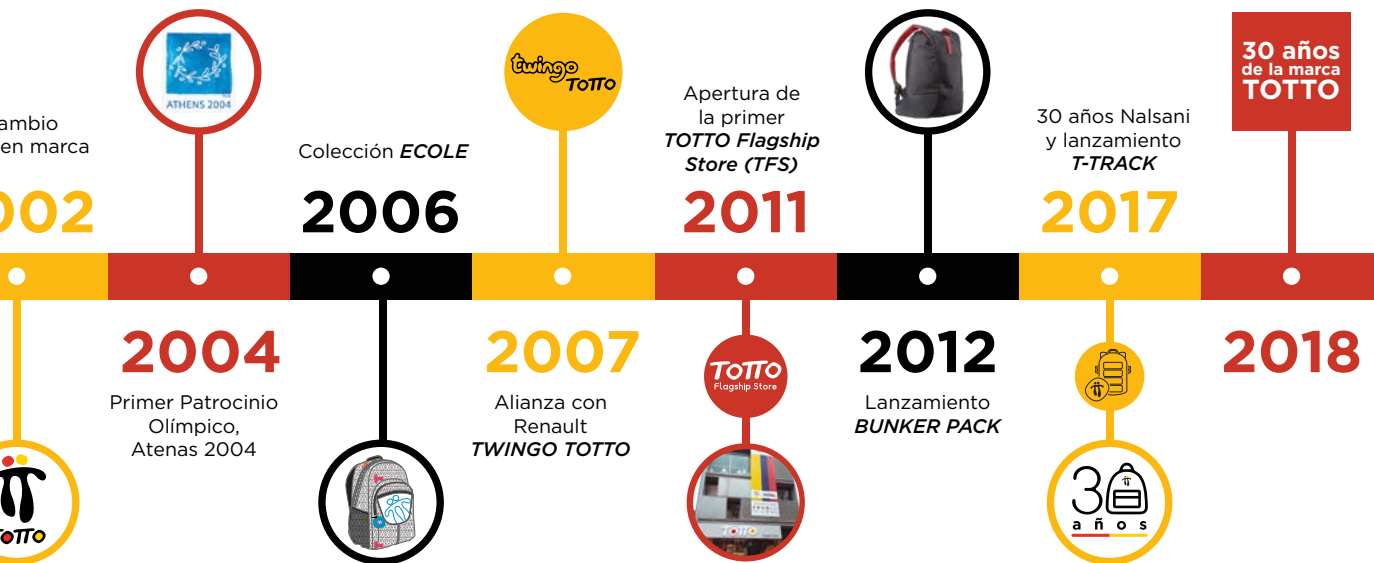 ambio
en marca
002
TOTTO
ATHENS 2004
2004
Primer Patrocinio
Olímpico,
Atenas 2004
Colección ECOLE
2006
twingo
TOTTO
2007
Alianza con
Renault
TWINGO TOTTO
Apertura de
la primer
TOTTO Flagship
Store (TFS)
2011
TOTTO
Flagship Store
TOTTO
2012
Lanzamiento
BUNKER PACK
30 años Nalsani
y lanzamiento
T-TRACK
2017
30
años
30 años
de la marca
TOTTO
2018